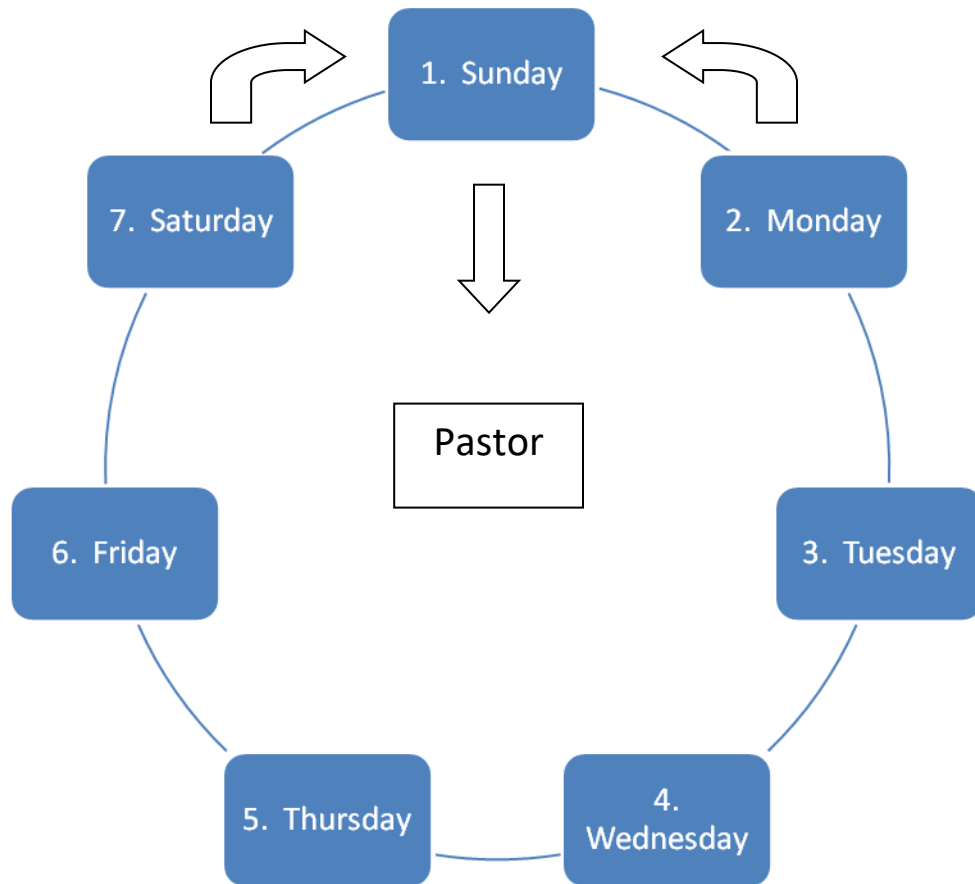 1. Sunday
2. Monday
3. Tuesday
4.
Wednesday
5. Thursday
6. Friday
7. Saturday
Pastor